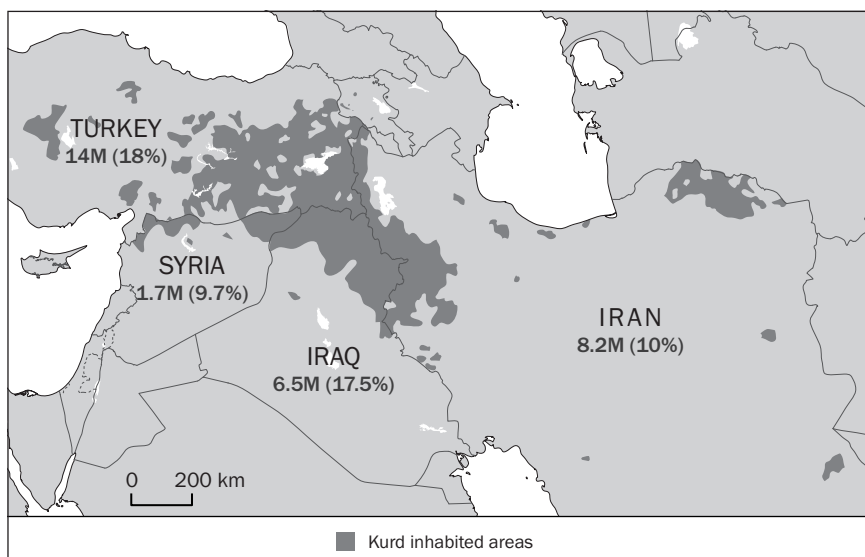 TURKEY
14M (18%)
SYRIA
1.7M (9.7%)
IRAQ
6.5M (17.5%)
IRAN
8.2M (10%)
0 200 km
Kurd inhabited areas